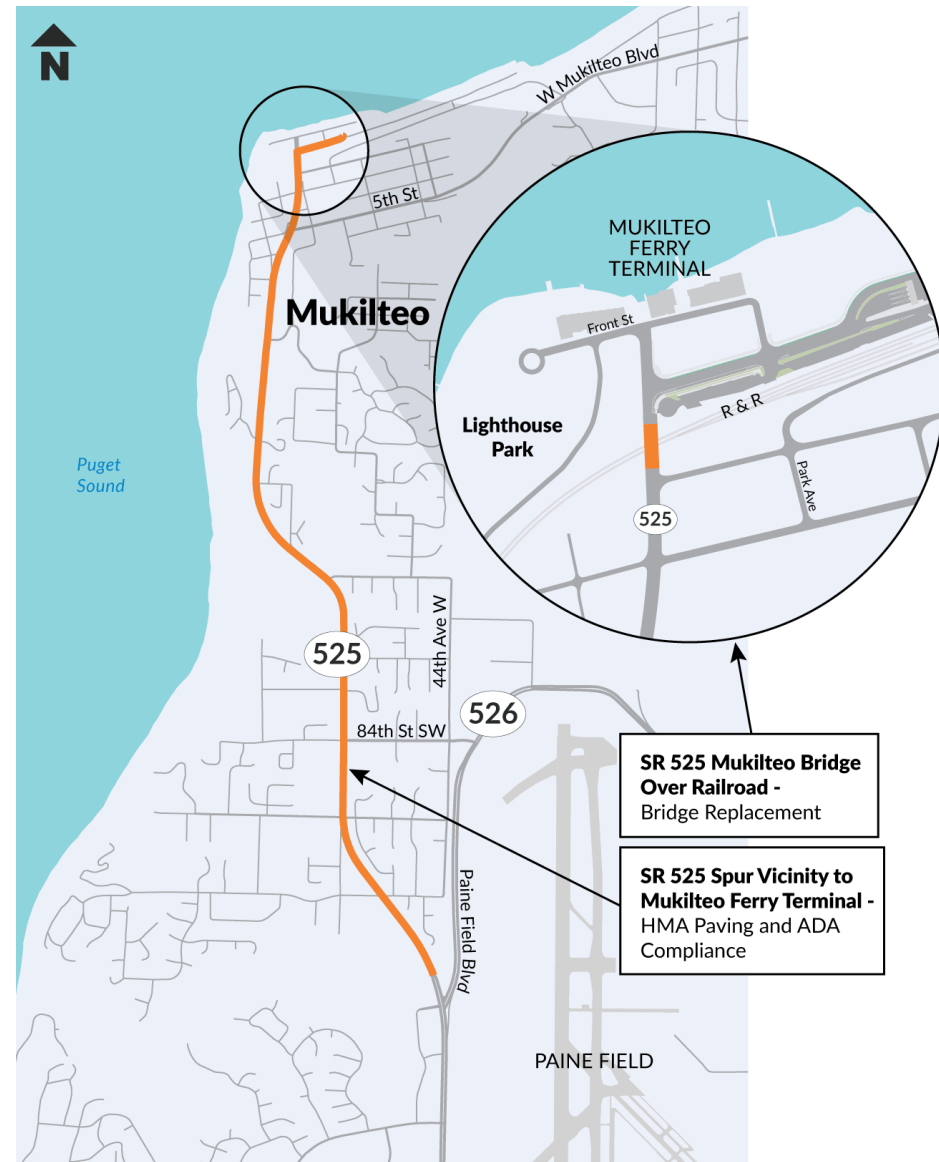 N
W Mukilteo Blvd
5th St
MUKILTEO
FERRY
TERMINAL
Mukilteo
Front St
R & R
Lighthouse
Park
Puget
Sound
Park Ave
525
44th Ave W
525
526
84th St SW
SR 525 Mukilteo Bridge
Over Railroad -
Bridge Replacement
SR 525 Spur Vicinity to
Mukilteo Ferry Terminal -
HMA Paving and ADA
Compliance
Paine Field Blvd
PAINE FIELD